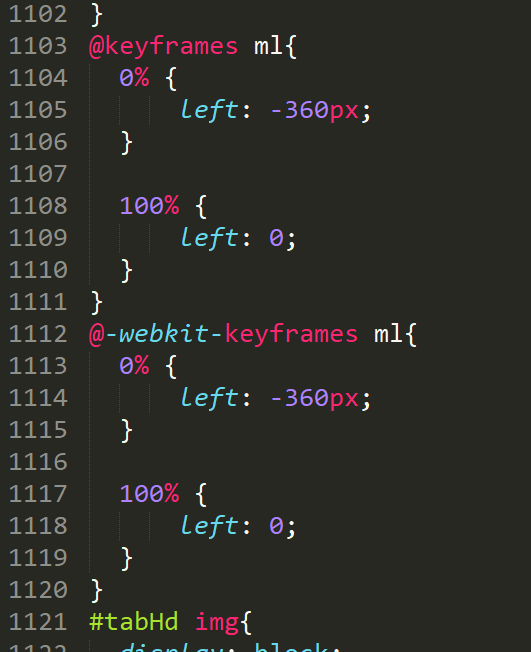 1102 }
1103 @keyframes ml{
1104 0% {
1105 left: -360px;
1106 }
1107
1108 100% {
1109 left: 0;
1110 }
1111 }
1112 @-webkit-keyframes ml{
1113 0% {
1114 left: -360px;
1115 }
1116
1117 100% {
1118 left: 0;
1119 }
1120 }
1121 #tabHd img{
1122 display: block;